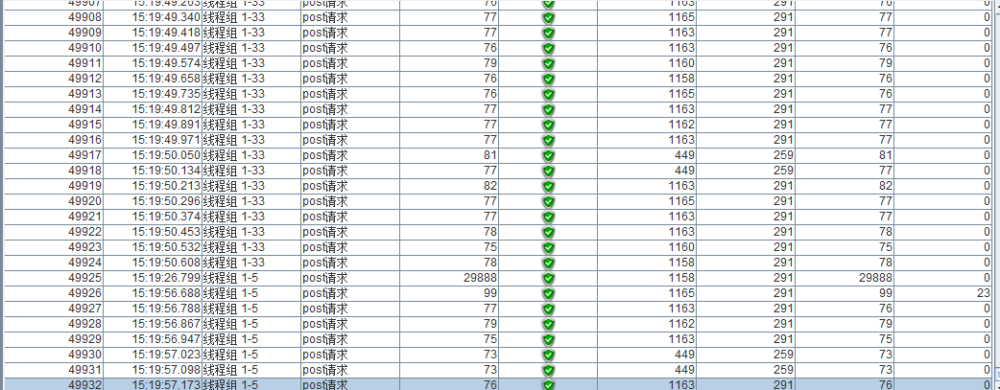 49907 15:19:49.263 线程组 1-33 post请求 76 1163 291 76 0
49908 15:19:49.340 线程组 1-33 post请求 77 1165 291 77 0
49909 15:19:49.418 线程组 1-33 post请求 77 1163 291 77 0
49910 15:19:49.497 线程组 1-33 post请求 76 1163 291 76 0
49911 15:19:49.574 线程组 1-33 post请求 79 1160 291 79 0
49912 15:19:49.658 线程组 1-33 post请求 76 1158 291 76 0
49913 15:19:49.735 线程组 1-33 post请求 76 1165 291 76 0
49914 15:19:49.812 线程组 1-33 post请求 77 1163 291 77 0
49915 15:19:49.891 线程组 1-33 post请求 77 1162 291 77 0
49916 15:19:49.971 线程组 1-33 post请求 77 1163 291 77 0
49917 15:19:50.050 线程组 1-33 post请求 81 449 259 81 0
49918 15:19:50.134 线程组 1-33 post请求 77 449 259 77 0
49919 15:19:50.213 线程组 1-33 post请求 82 1163 291 82 0
49920 15:19:50.296 线程组 1-33 post请求 77 1165 291 77 0
49921 15:19:50.374 线程组 1-33 post请求 77 1163 291 77 0
49922 15:19:50.453 线程组 1-33 post请求 78 1163 291 78 0
49923 15:19:50.532 线程组 1-33 post请求 75 1160 291 75 0
49924 15:19:50.608 线程组 1-33 post请求 78 1158 291 78 0
49925 15:19:26.799 线程组 1-5 post请求 29888 1158 291 29888 0
49926 15:19:56.688 线程组 1-5 post请求 99 1165 291 99 23
49927 15:19:56.788 线程组 1-5 post请求 77 1163 291 76 0
49928 15:19:56.867 线程组 1-5 post请求 79 1162 291 79 0
49929 15:19:56.947 线程组 1-5 post请求 75 1163 291 75 0
49930 15:19:57.023 线程组 1-5 post请求 73 449 259 73 0
49931 15:19:57.098 线程组 1-5 post请求 73 449 259 73 0
49932 15:19:57.173 线程组 1-5 post请求 76 1163 291 76 0